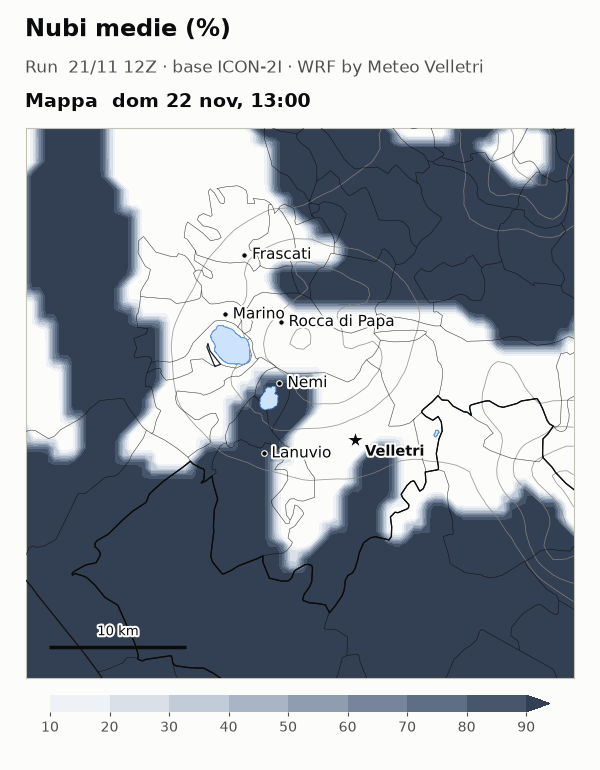 Nubi medie (%)
Run  21/11 12Z · base ICON-2I · WRF by Meteo Velletri
Mappa  dom 22 nov, 13:00
Frascati
Marino
Rocca di Papa
Nemi
Velletri
Lanuvio
10 km
10 20 30 40 50 60 70 80 90